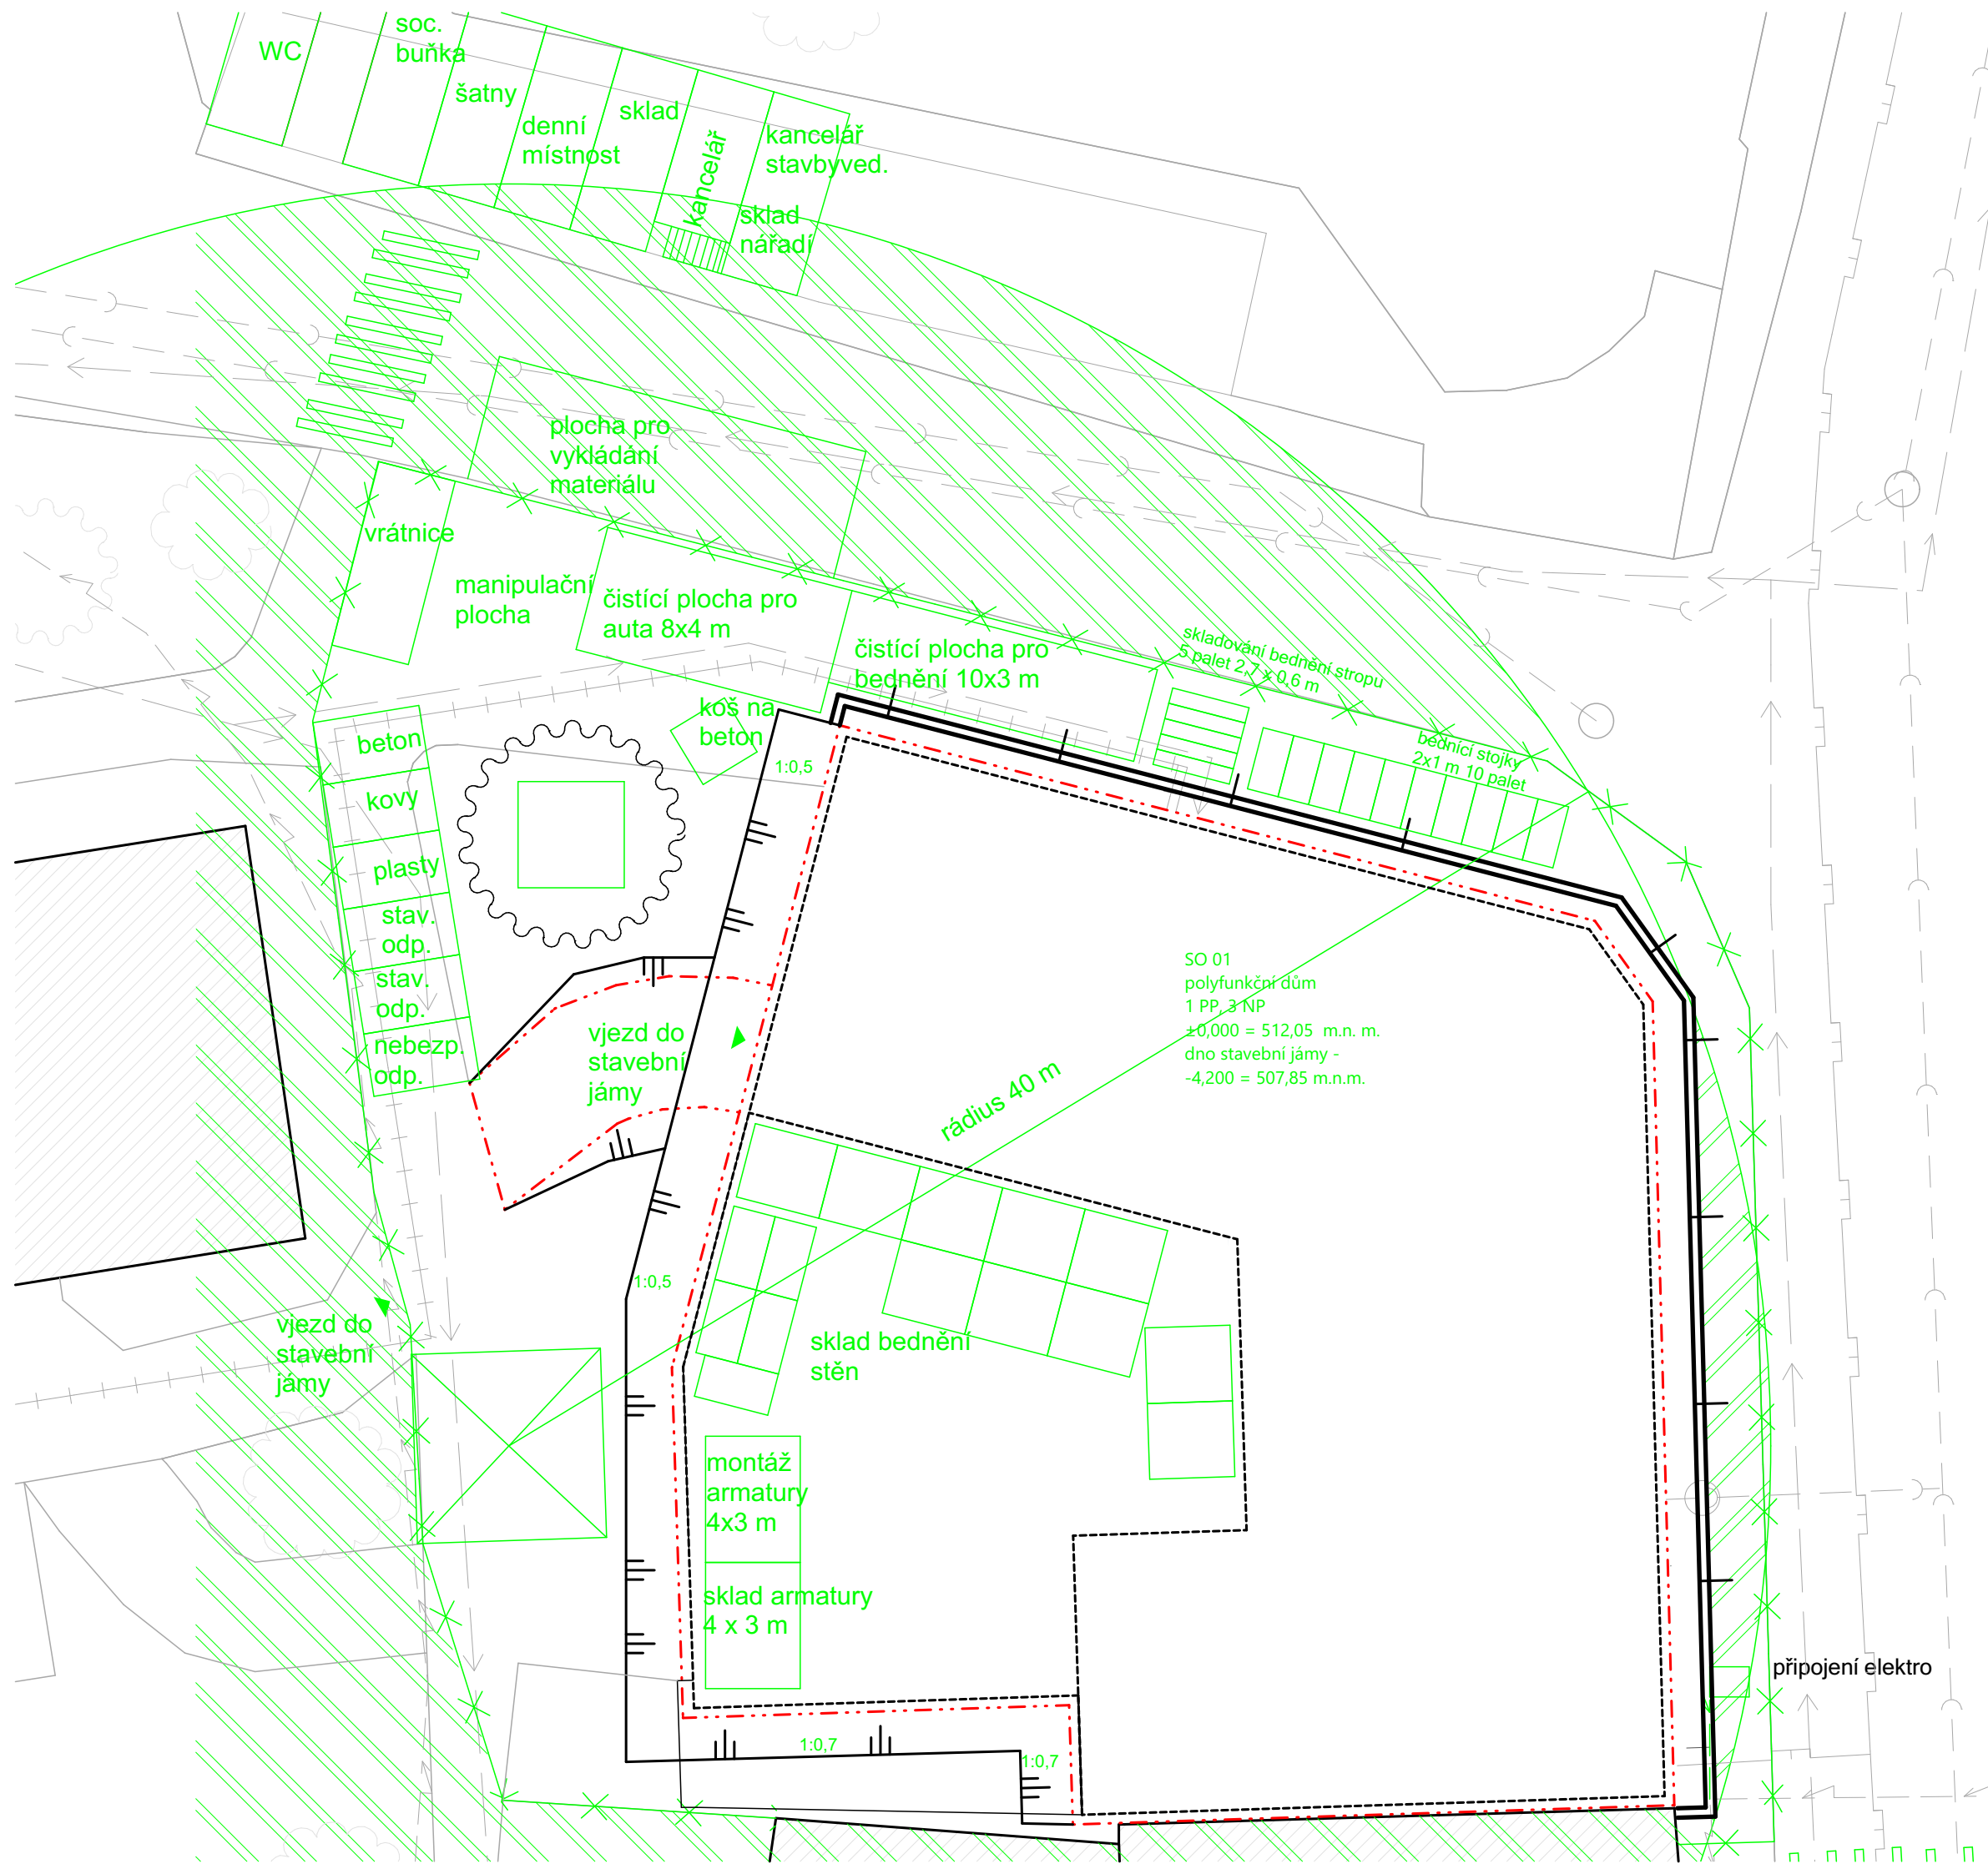 WC
soc.
buňka
šatny
denní
místnost
sklad
kancelář
kancelář
stavbyved.
sklad
nářadí
plocha pro
vykládání
materiálu
vrátnice
manipulační
plocha
čistící plocha pro
auta 8x4 m
čistící plocha pro
bednění 10x3 m
skladování bednění stropu
5 palet 2,7 x 0,6 m
bednící stojky
2x1 m 10 palet
koš na
beton
1:0,5
beton
kovy
plasty
stav.
odp.
stav.
odp.
nebezp.
odp.
vjezd do
stavební
jámy
SO 01
polyfunkční dům
1 PP, 3 NP
±0,000 = 512,05 m.n. m.
dno stavební jámy -
-4,200 = 507,85 m.n.m.
rádius 40 m
1:0,5
vjezd do
stavební
jámy
sklad bednění
stěn
montáž
armatury
4x3 m
sklad armatury
4 x 3 m
připojení elektro
1:0,7
1:0,7